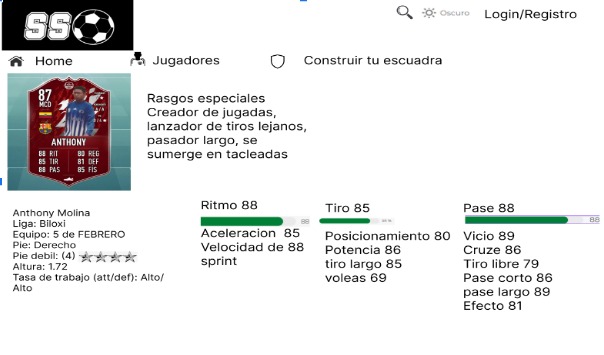 SS
Oscuro
Login/Registro
Home
Jugadores
Construir tu escuadra
87
MCO
ANTHONY
88 RIT 80 REG
85 TIR 81 DEF
88 PAS 85 FIS
Rasgos especiales
Creador de jugadas,
lanzador de tiros lejanos,
pasador largo, se
sumerge en tacleadas
Anthony Molina
Liga: Biloxi
Equipo: 5 de FEBRERO
Pie: Derecho
Pie debil: (4)
Altura: 1.72
Tasa de trabajo (att/def): Alto/
Alto
Ritmo 88
88
Aceleracion 85
Velocidad de 88
sprint
Tiro 85
Posicionamiento 80
Potencia 86
tiro largo 85
voleas 69
Pase 88
88
Vicio 89
Cruze 86
Tiro libre 79
Pase corto 86
pase largo 89
Efecto 81